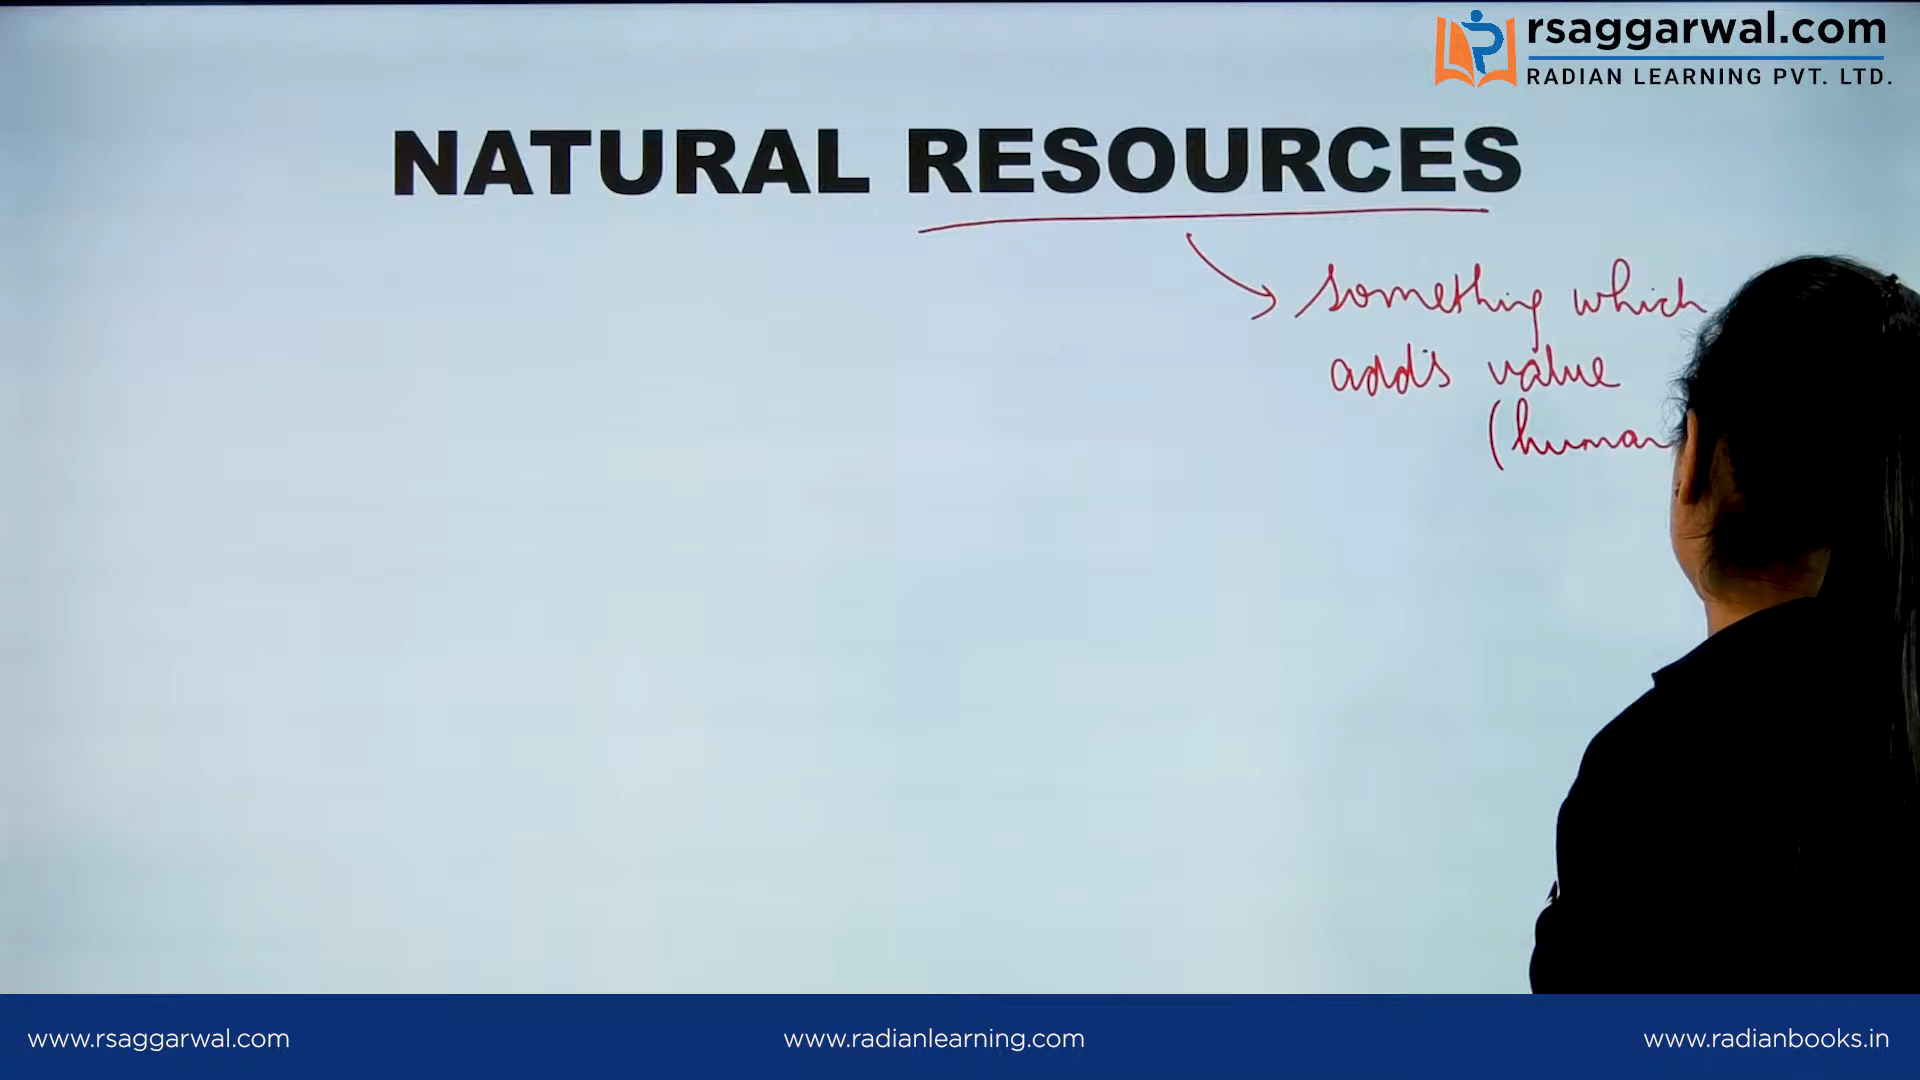 rsaggarwal.com
RADIAN LEARNING PVT. LTD.
NATURAL RESOURCES
something which
adds value
(human
www.rsaggarwal.com
www.radianlearning.com
www.radianbooks.in